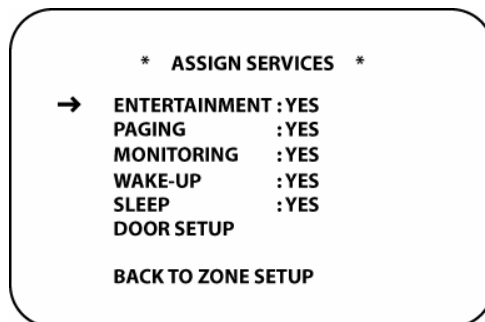 * ASSIGN SERVICES *
→ ENTERTAINMENT : YES
PAGING : YES
MONITORING : YES
WAKE-UP : YES
SLEEP : YES
DOOR SETUP
BACK TO ZONE SETUP